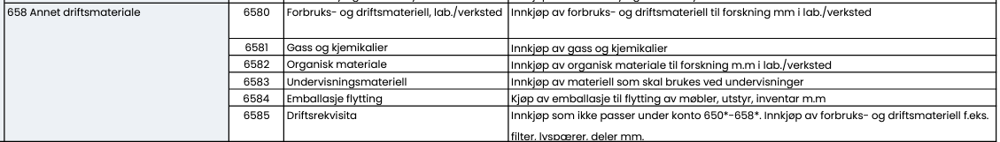 658 Annet driftsmateriale 6580 Forbruks- og driftsmateriell, lab./verksted Innkjøp av forbruks- og driftsmateriell til forskning mm i lab./verksted
6581 Gass og kjemikalier Innkjøp av gass og kjemikalier
6582 Organisk materiale Innkjøp av organisk materiale til forskning m.m i lab./verksted
6583 Undervisningsmateriell Innkjøp av materiell som skal brukes ved undervisninger
6584 Emballasje flytting Kjøp av emballasje til flytting av møbler, utstyr, inventar m.m
6585 Driftsrekvisita Innkjøp som ikke passer under konto 650*-658*. Innkjøp av forbruks- og driftsmateriell f.eks.
filter, lyspærer, deler mm.